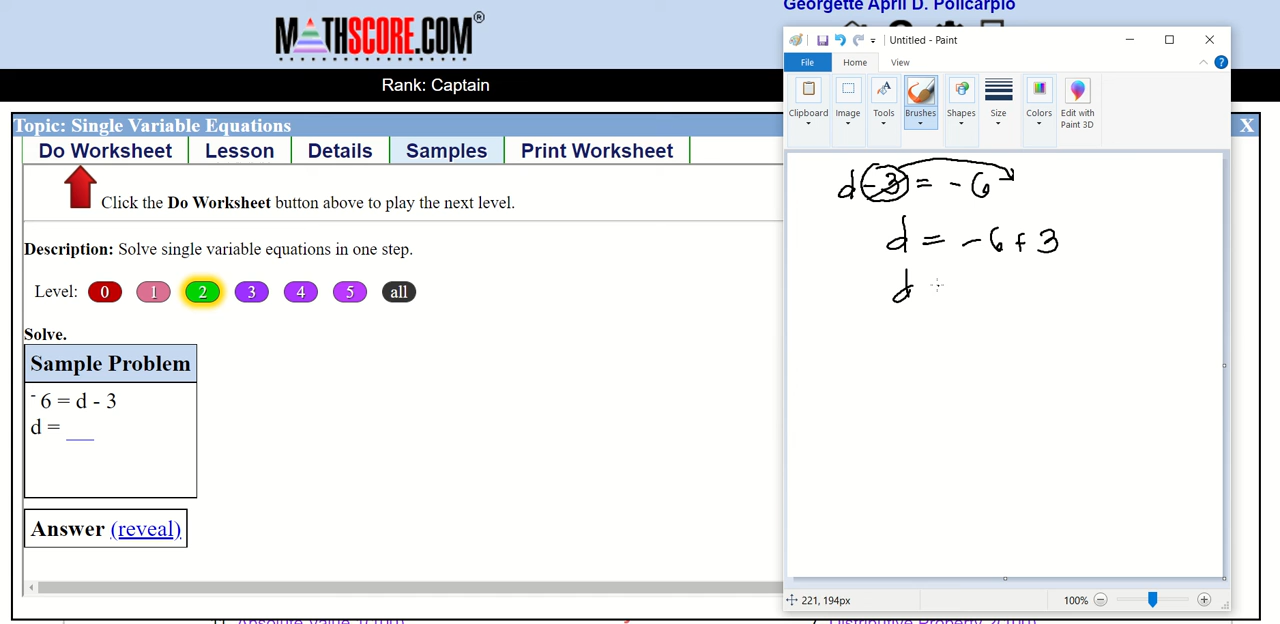 Georgette April D. Policarpio
MATHSCORE.COM®
Rank: Captain
Untitled - Paint
File Home View
Clipboard Image Tools Brushes Shapes Size Colors Edit with Paint 3D
Topic: Single Variable Equations X
Do Worksheet Lesson Details Samples Print Worksheet
Click the Do Worksheet button above to play the next level.
Description: Solve single variable equations in one step.
Level: 0 1 2 3 4 5 all
Solve.
Sample Problem
-6 = d - 3
d = __
Answer (reveal)
d - 3 = - 6
d = - 6 + 3
d
221, 194px 100%